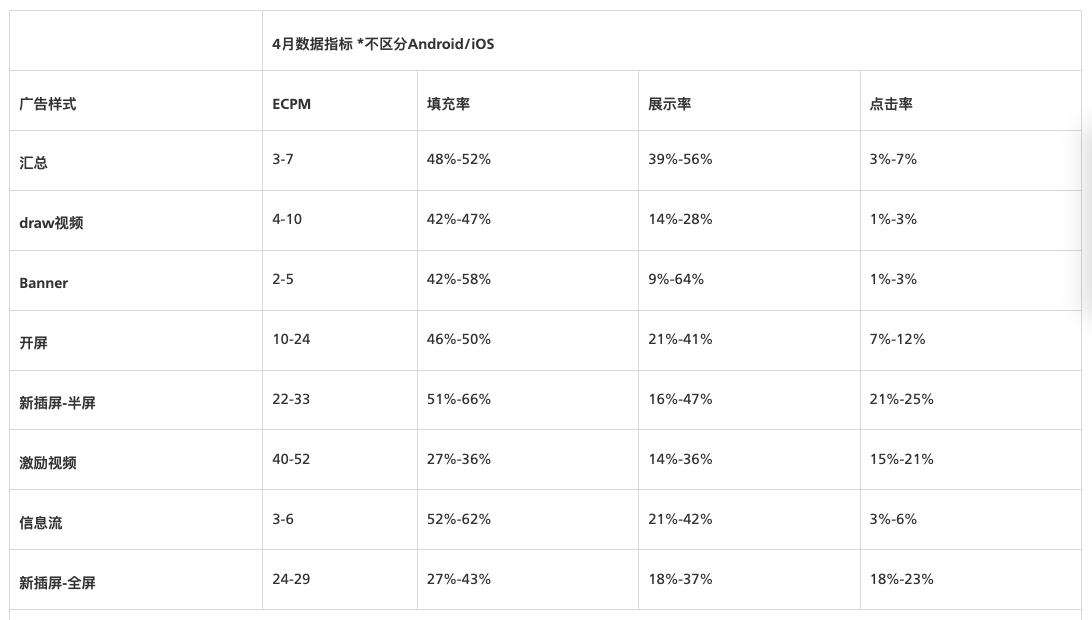 4月数据指标 *不区分Android/iOS
广告样式 ECPM 填充率 展示率 点击率
汇总 3-7 48%-52% 39%-56% 3%-7%
draw视频 4-10 42%-47% 14%-28% 1%-3%
Banner 2-5 42%-58% 9%-64% 1%-3%
开屏 10-24 46%-50% 21%-41% 7%-12%
新插屏-半屏 22-33 51%-66% 16%-47% 21%-25%
激励视频 40-52 27%-36% 14%-36% 15%-21%
信息流 3-6 52%-62% 21%-42% 3%-6%
新插屏-全屏 24-29 27%-43% 18%-37% 18%-23%